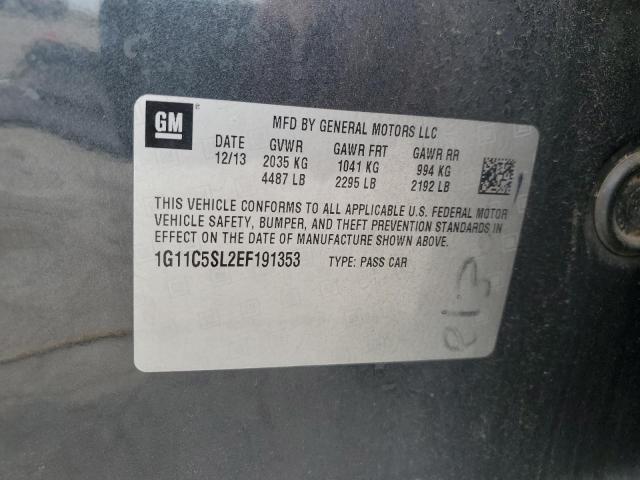 GM
MFD BY GENERAL MOTORS LLC
DATE GVWR GAWR FRT GAWR RR
12/13 2035 KG 1041 KG 994 KG
4487 LB 2295 LB 2192 LB
THIS VEHICLE CONFORMS TO ALL APPLICABLE U.S. FEDERAL MOTOR
VEHICLE SAFETY, BUMPER, AND THEFT PREVENTION STANDARDS IN
EFFECT ON THE DATE OF MANUFACTURE SHOWN ABOVE.
1G11C5SL2EF191353 TYPE: PASS CAR